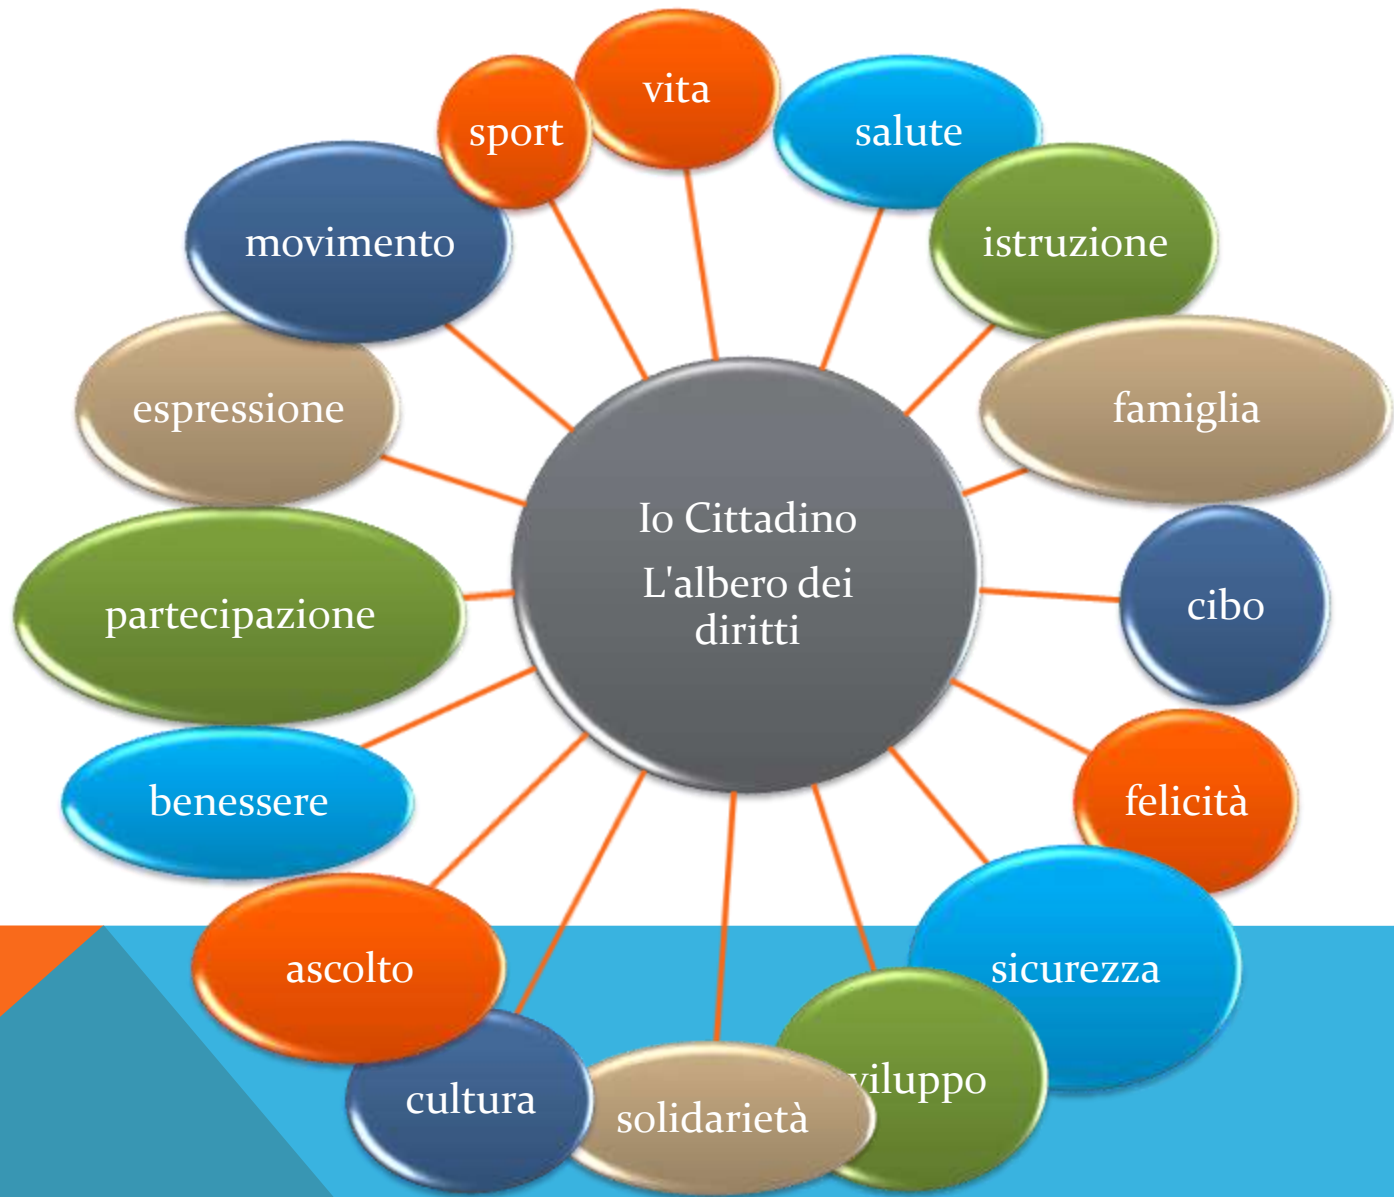 vita
salute
istruzione
famiglia
cibo
felicità
sicurezza
viluppo
solidarietà
cultura
ascolto
benessere
partecipazione
espressione
movimento
sport
Io Cittadino
L'albero dei
diritti